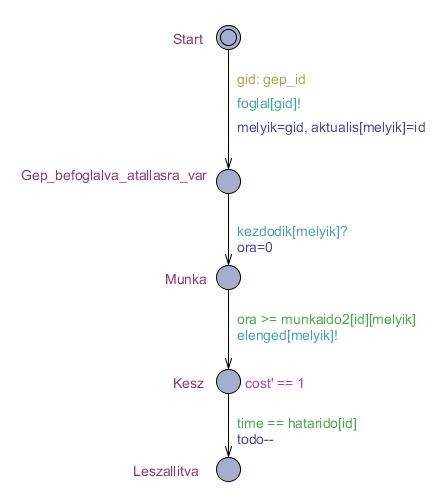 Start
gid: gep_id
foglal[gid]!
melyik=gid, aktualis[melyik]=id
Gep_befoglalva_atallasra_var
kezdodik[melyik]?
ora=0
Munka
ora >= munkaido2[id][melyik]
elenged[melyik]!
Kesz
cost' == 1
time == hatarido[id]
todo--
Leszallitva